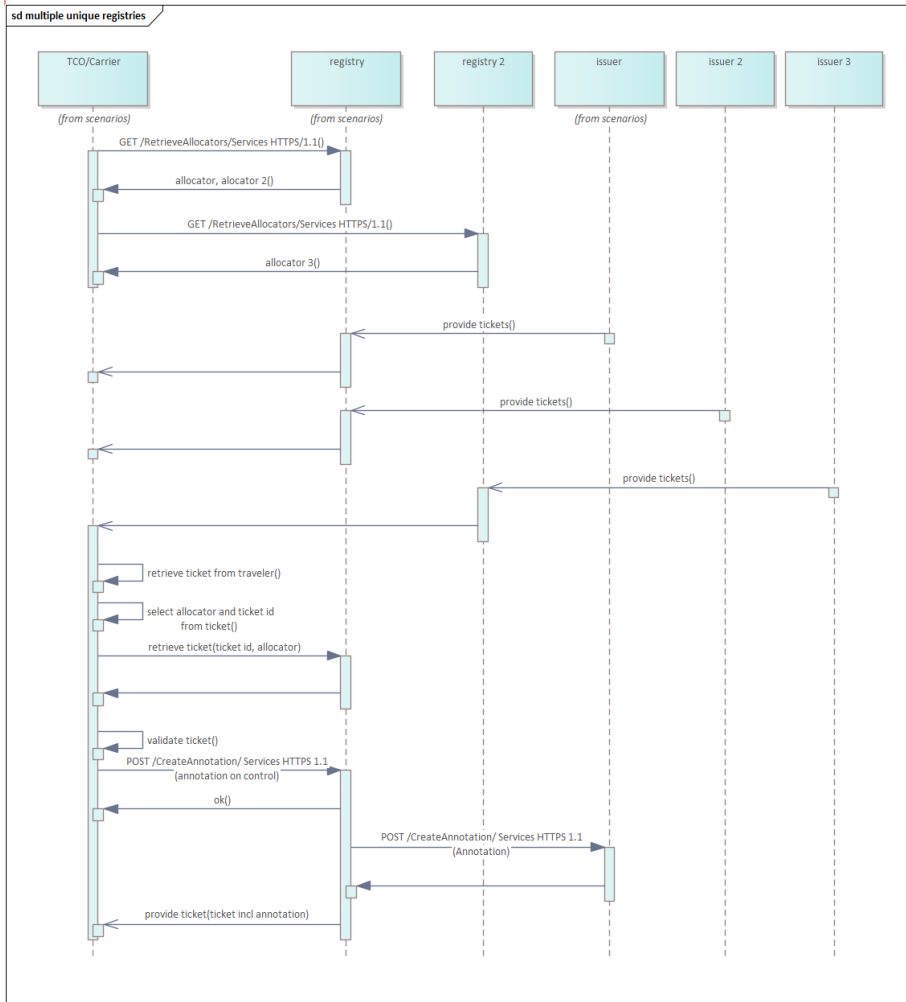 sd multiple unique registries
TCO/Carrier
registry
registry 2
issuer
issuer 2
issuer 3
(from scenarios)
(from scenarios)
(from scenarios)
GET /RetrieveAllocators/Services HTTPS/1.1()
allocator, alocator 2()
GET /RetrieveAllocators/Services HTTPS/1.1()
allocator 3()
provide tickets()
provide tickets()
provide tickets()
retrieve ticket from traveler()
select allocator and ticket id
from ticket()
retrieve ticket(ticket id, allocator)
validate ticket()
POST /CreateAnnotation/ Services HTTPS 1.1
(annotation on control)
ok()
POST /CreateAnnotation/ Services HTTPS 1.1
(Annotation)
provide ticket(ticket incl annotation)